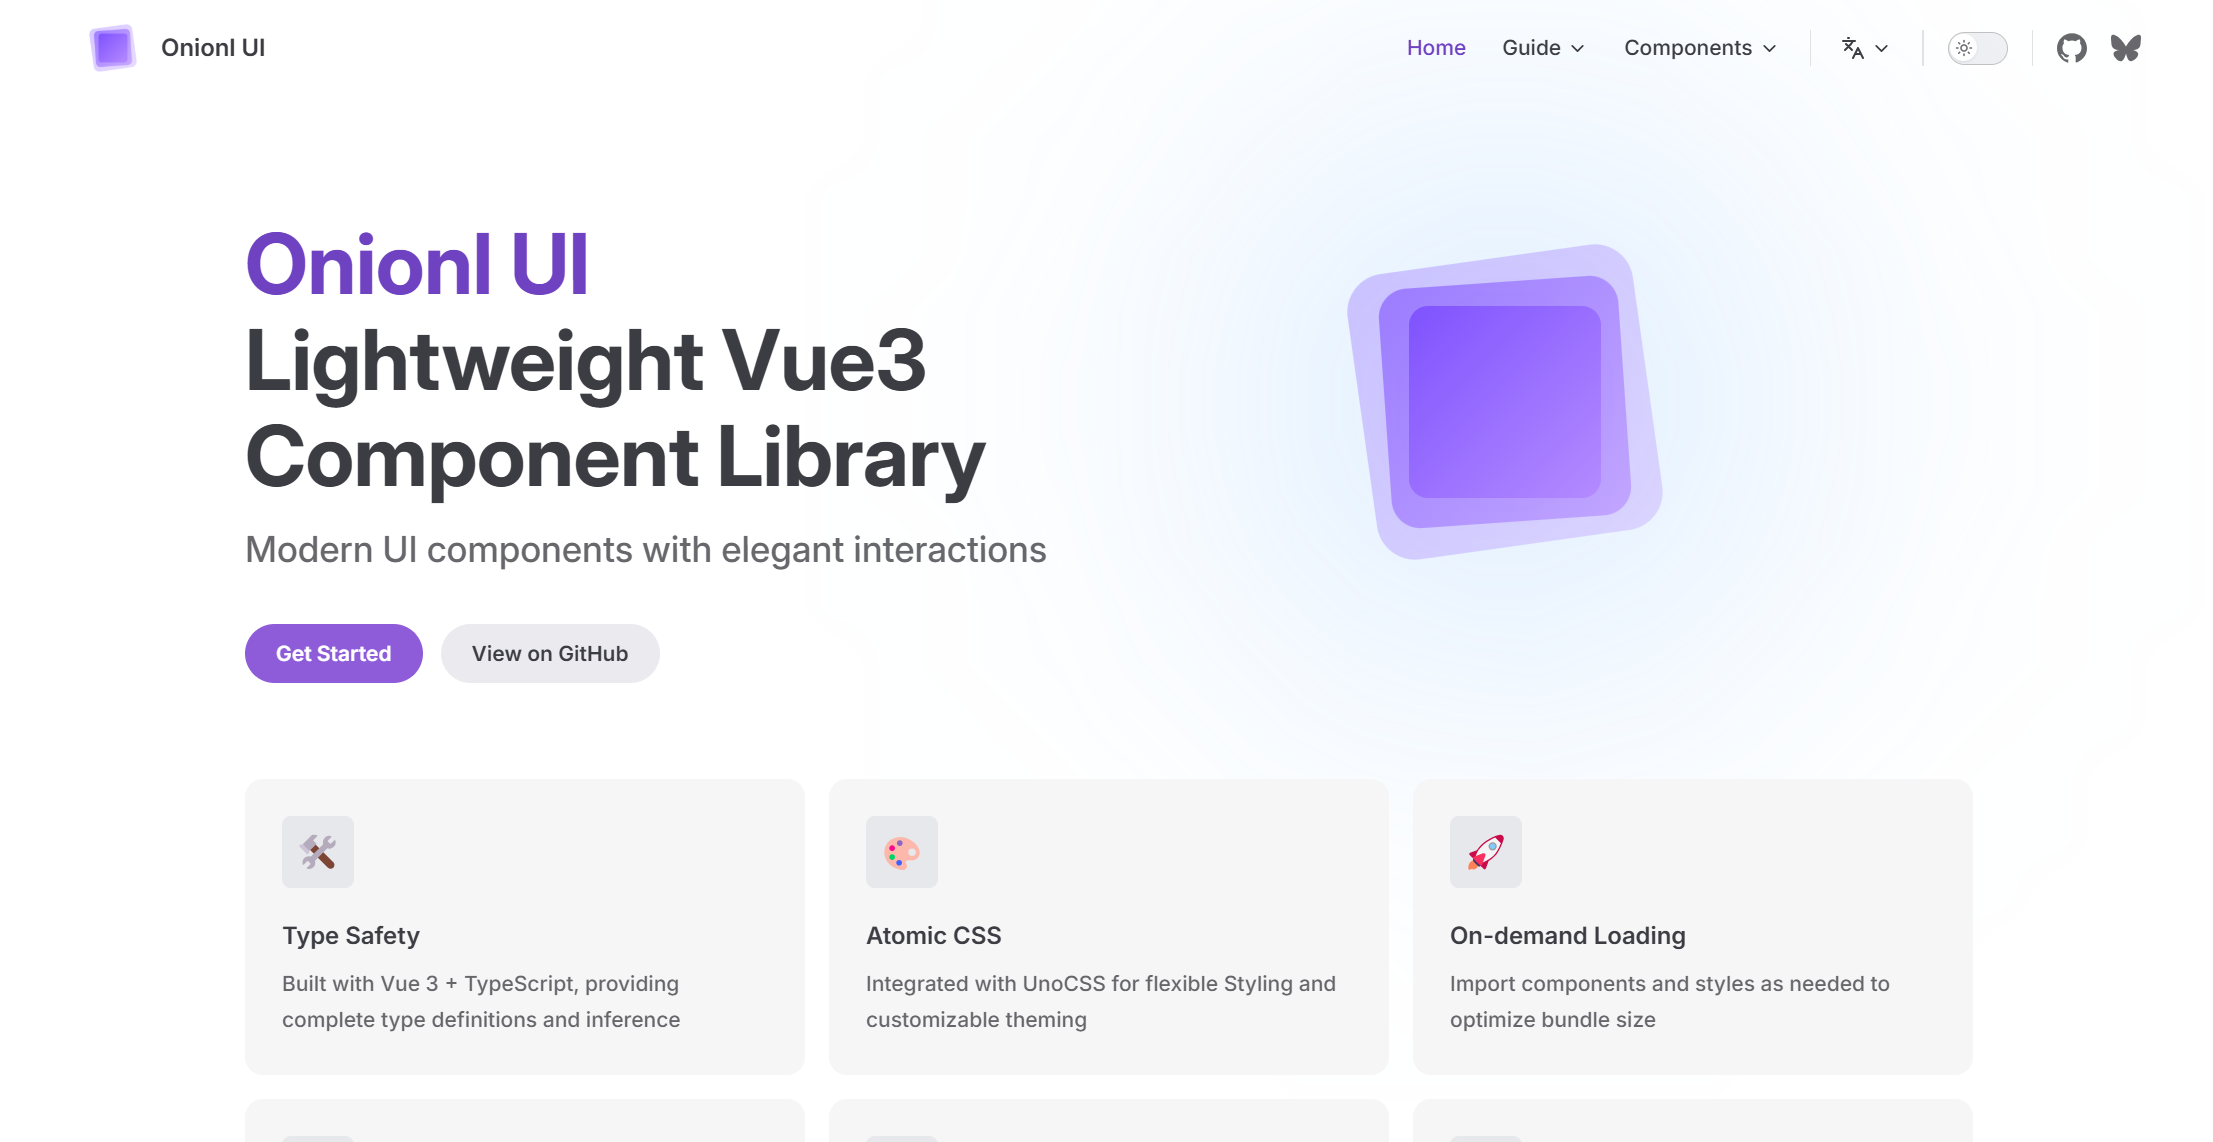 Onionl UI
Home
Guide
Components
Onionl UI
Lightweight Vue3
Component Library
Modern UI components with elegant interactions
Get Started
View on GitHub
Type Safety
Built with Vue 3 + TypeScript, providing
complete type definitions and inference
Atomic CSS
Integrated with UnoCSS for flexible Styling and
customizable theming
On-demand Loading
Import components and styles as needed to
optimize bundle size